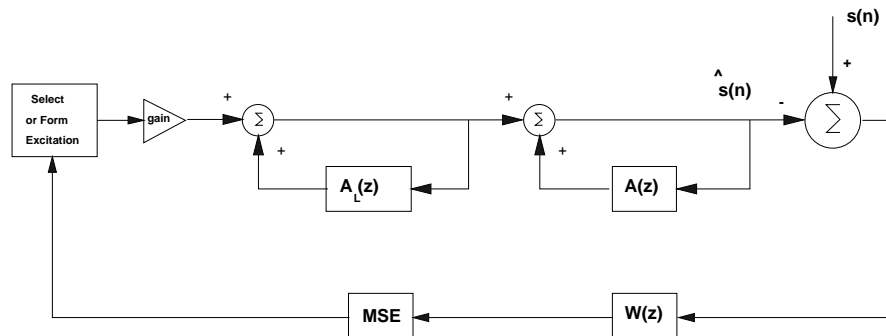 s(n)
+
^
s(n)
-
Σ
Select
or Form
Excitation
gain
+
Σ
+
+
Σ
+
A_L(z)
A(z)
MSE
W(z)